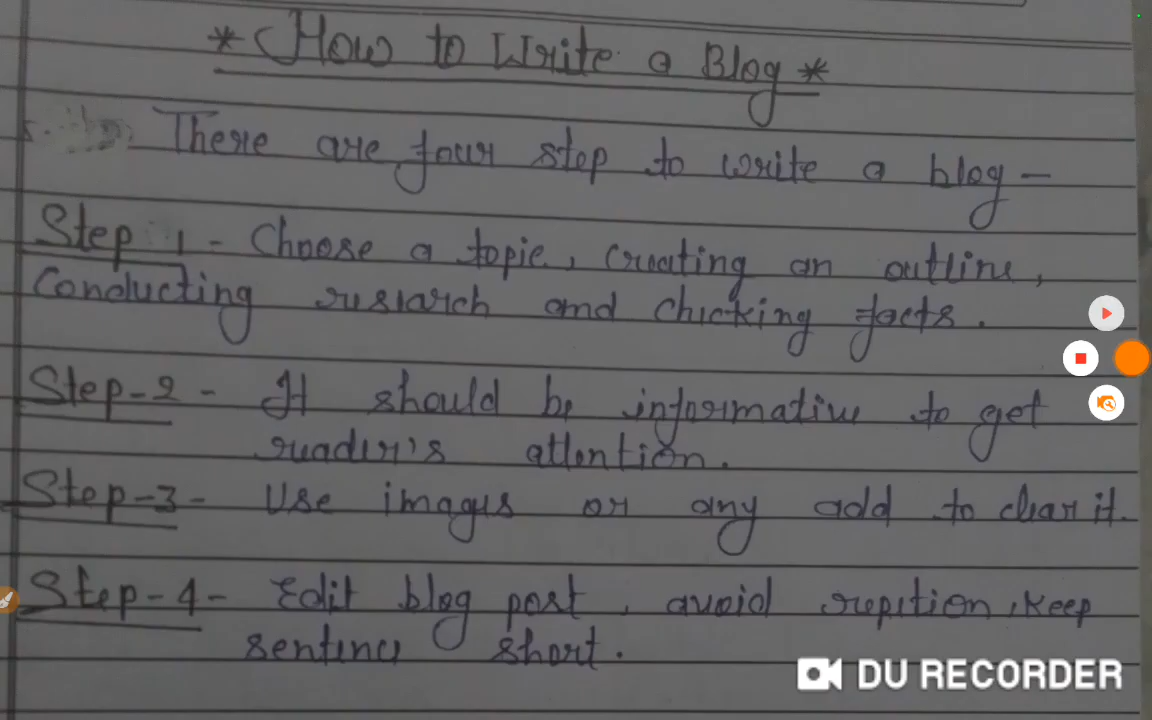 * How to Write a Blog *
There are four step to write a blog -
Step 1 - Choose a topic, creating an outline,
Conducting research and checking facts.
Step-2 - It should be informative to get
reader's attention.
Step-3 - Use images or any add to clear it.
Step-4 - Edit blog post, avoid repition, keep
sentence short.
DU RECORDER